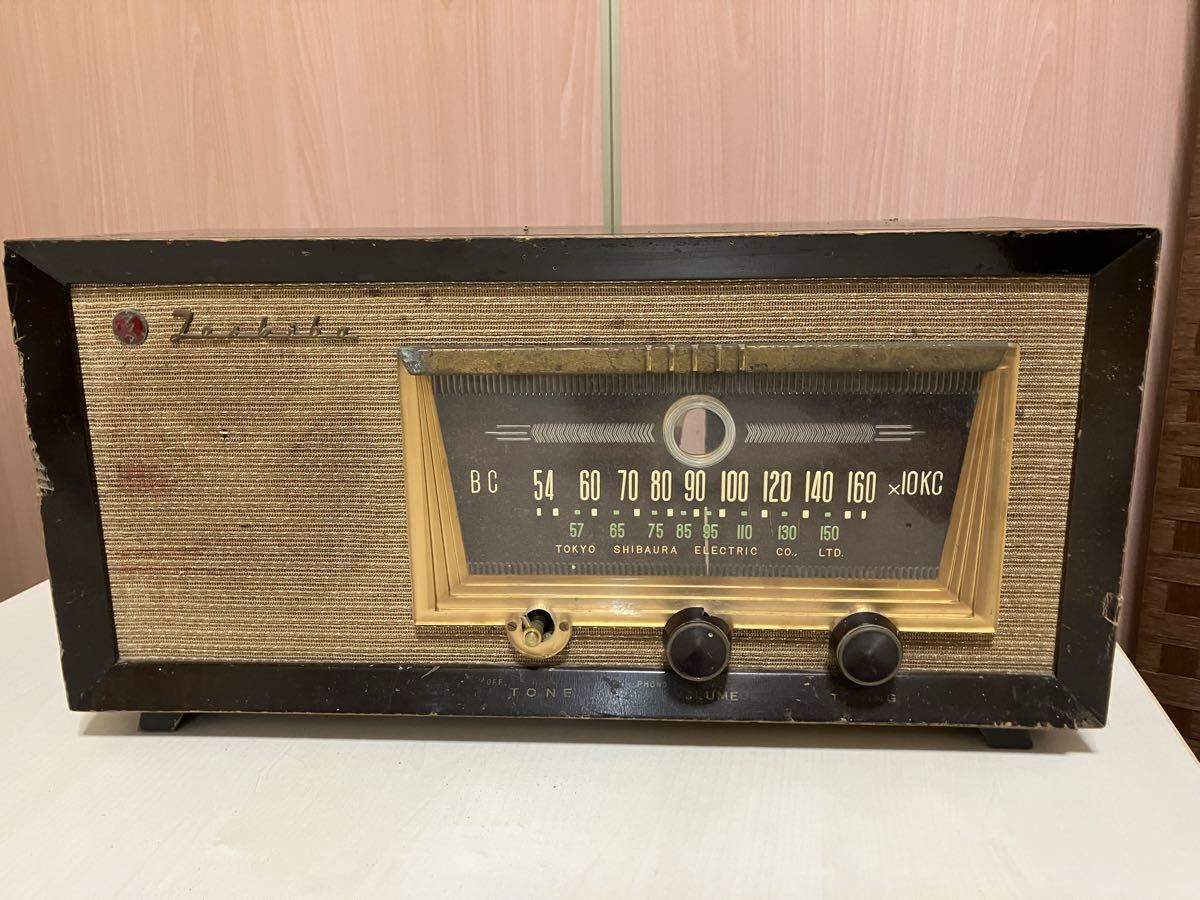 Toshiba
BC 54 60 70 80 90 100 120 140 160 ×10KC
57 65 75 85 95 110 130 150
TOKYO SHIBAURA ELECTRIC CO., LTD.
OFF PHONO
TONE VOLUME TUNING